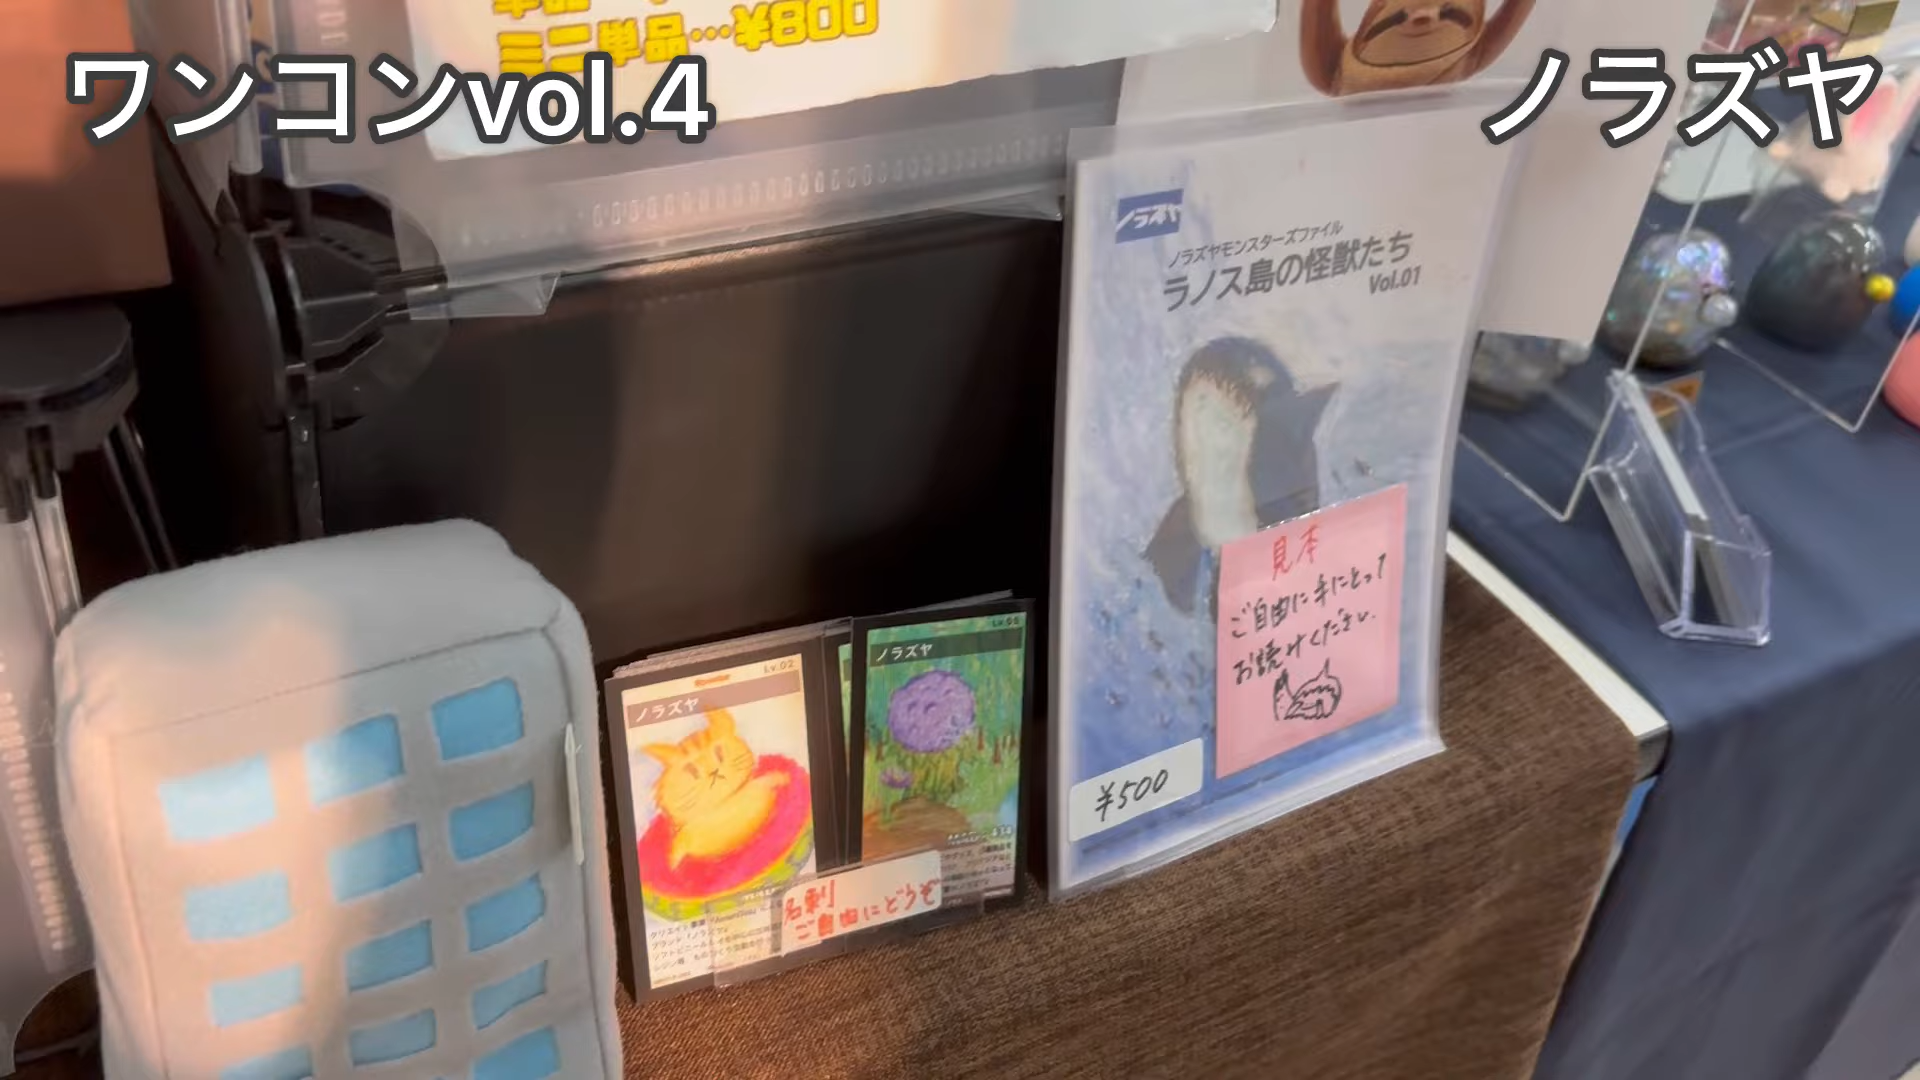 ミニ単品…¥800
ワンコンvol.4
ノラズヤ
ノラズヤ
ノラズヤモンスターズファイル
ラノス島の怪獣たち
Vol.01
見本
ご自由に手にとって
お読みください.
¥500
Lv.02
ノラズヤ
ノラズヤ
名刺
ご自由にどうぞ